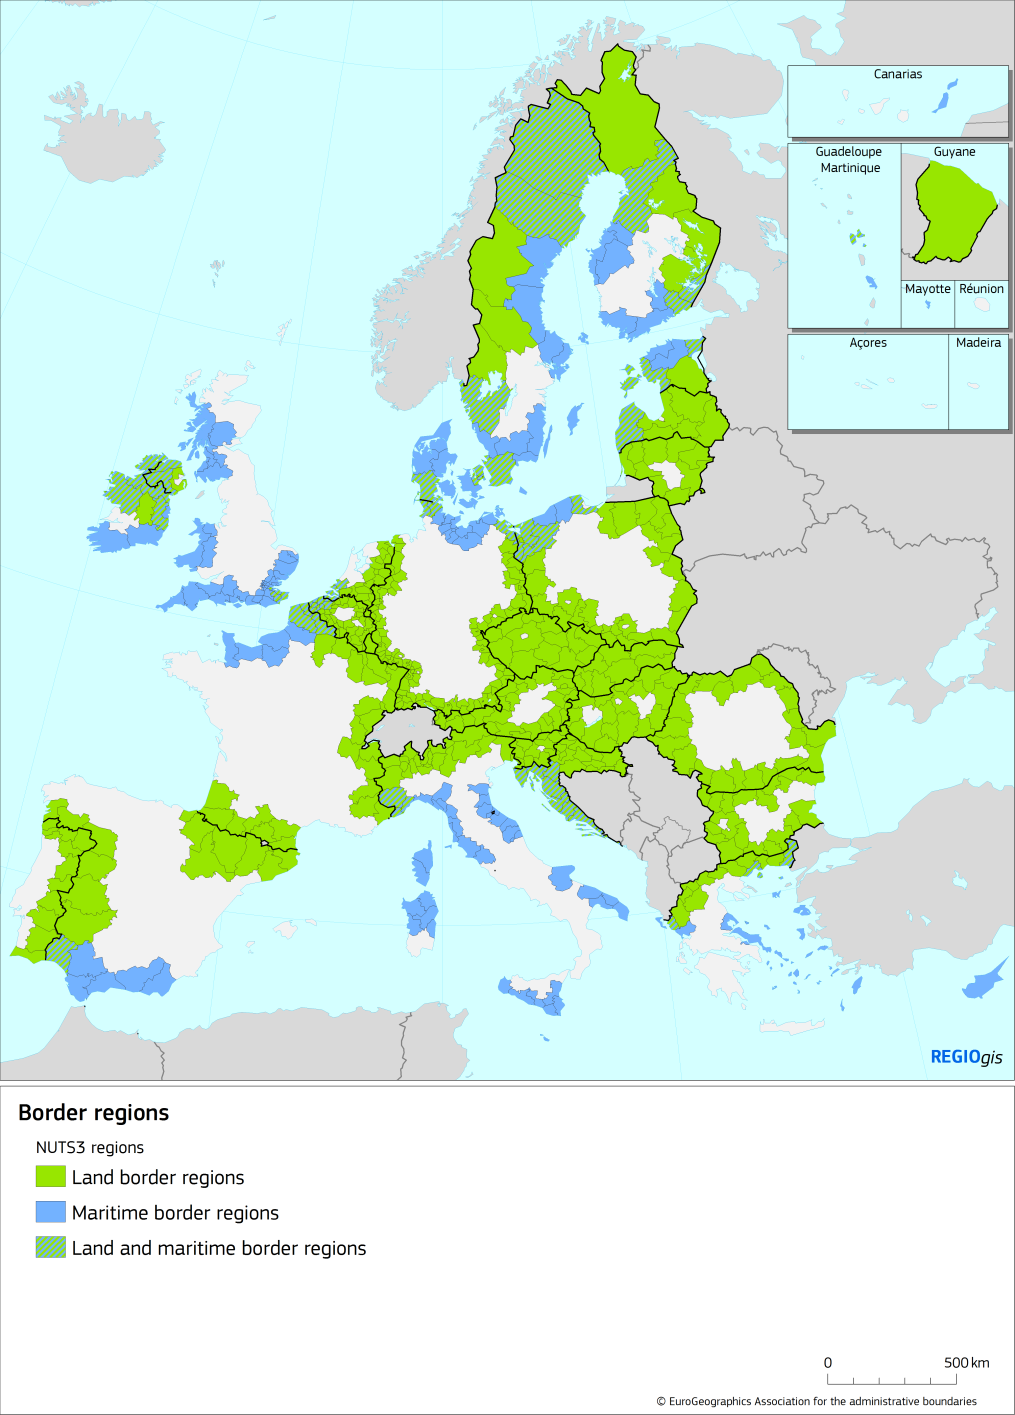 Canarias
Guadeloupe
Martinique
Guyane
Mayotte
Réunion
Açores
Madeira
REGIOgis
Border regions
NUTS3 regions
Land border regions
Maritime border regions
Land and maritime border regions
0 500 km
© EuroGeographics Association for the administrative boundaries